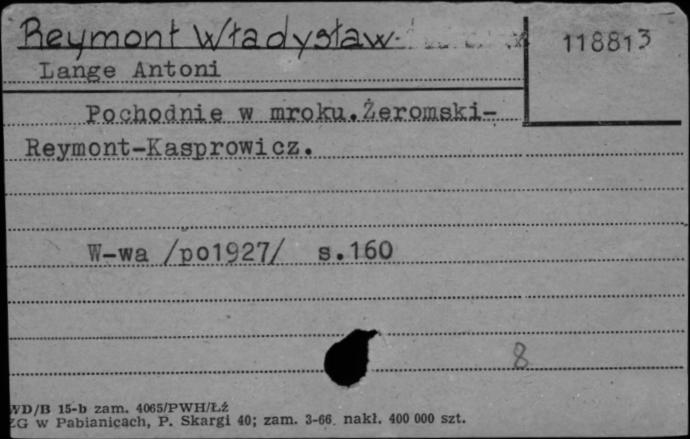 Reymont Władysław
118813
Lange Antoni
Pochodnie w mroku.Żeromski-
Reymont-Kasprowicz.
W-wa /po1927/ s.160
8
WD/B 15-b zam. 4065/PWH/Łź
ZG w Pabianicach, P. Skargi 40; zam. 3-66. nakł. 400 000 szt.